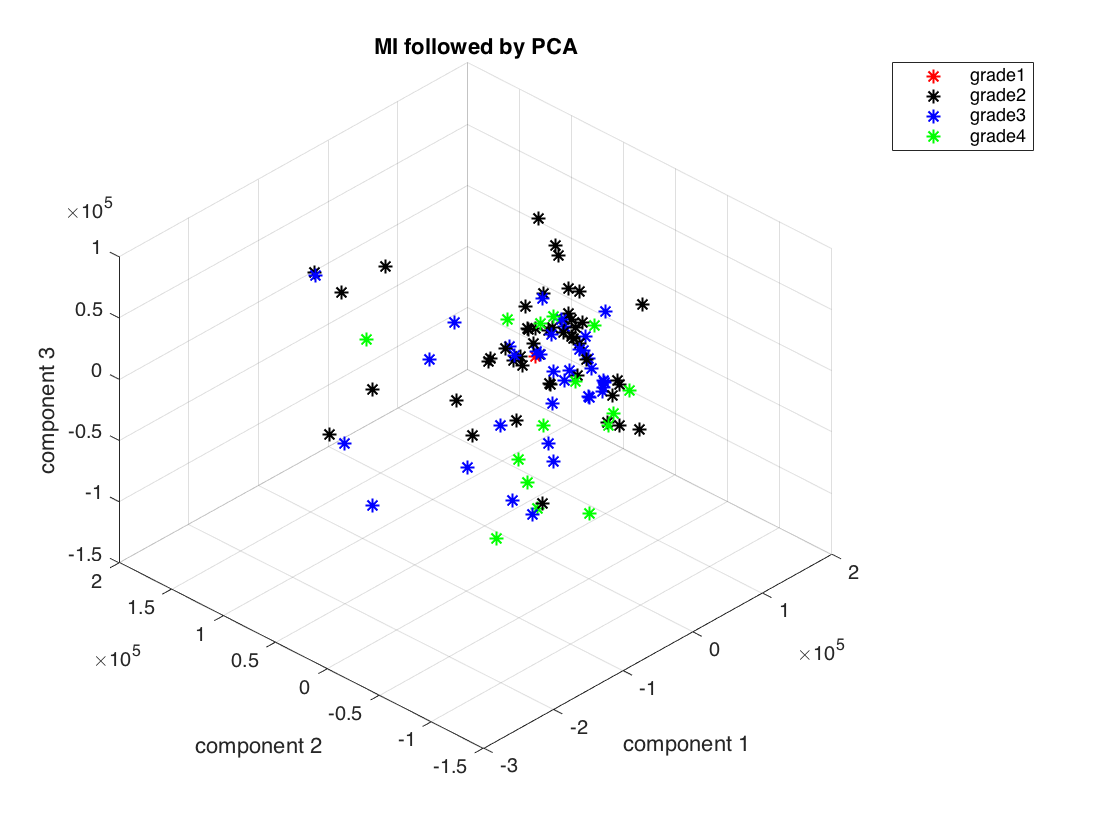 MI followed by PCA
grade1
grade2
grade3
grade4
×10^5
1
0.5
0
-0.5
-1
-1.5
component 3
2
1.5
1
0.5
0
-0.5
-1
-1.5
×10^5
component 2
-3
-2
-1
0
1
2
×10^5
component 1